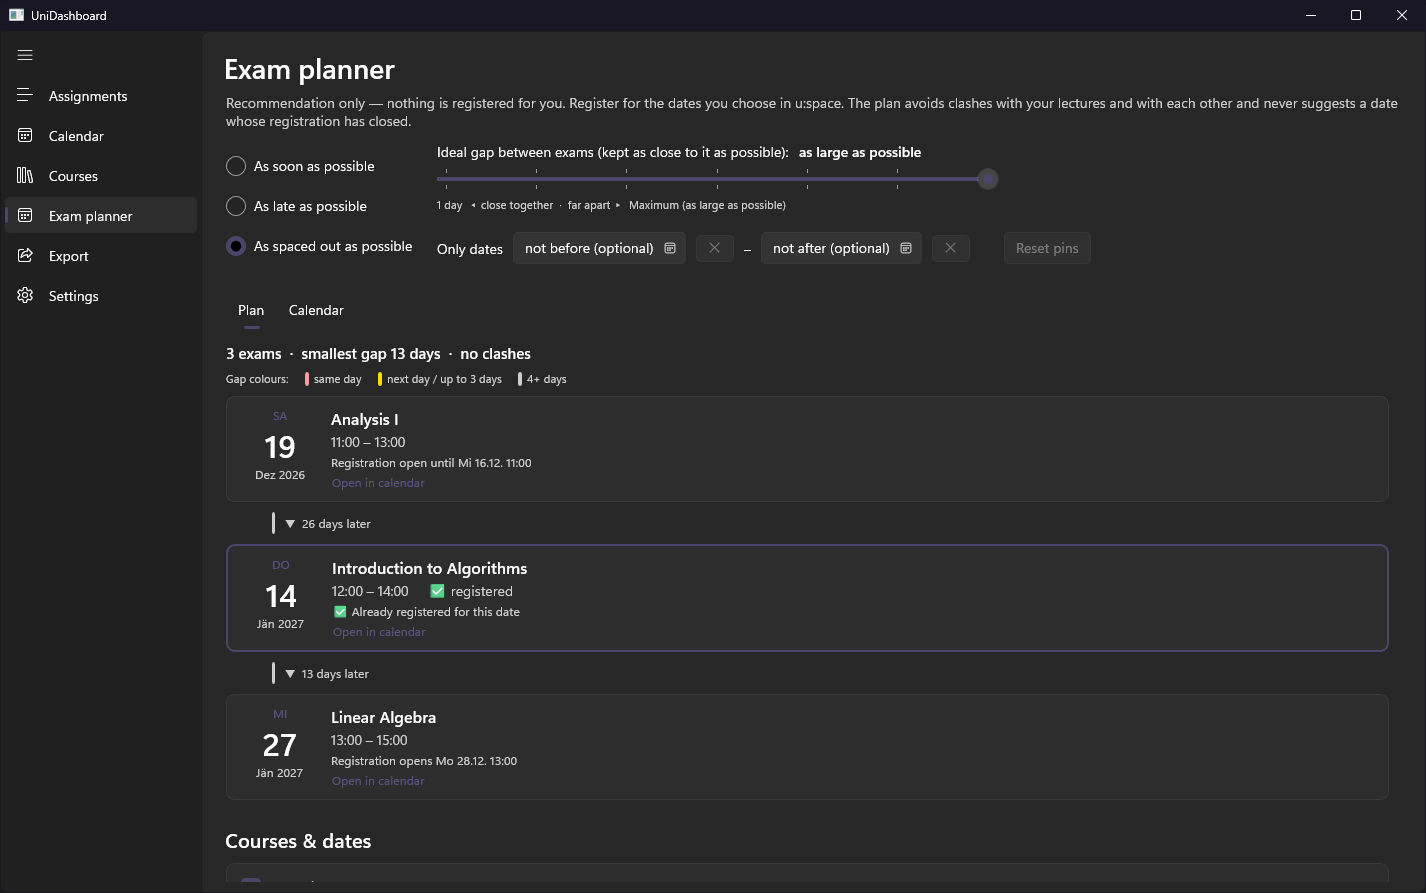 UniDashboard
Assignments
Calendar
Courses
Exam planner
Export
Settings
Exam planner
Recommendation only — nothing is registered for you. Register for the dates you choose in u:space. The plan avoids clashes with your lectures and with each other and never suggests a date
whose registration has closed.
As soon as possible
As late as possible
As spaced out as possible
Ideal gap between exams (kept as close to it as possible): as large as possible
1 day ◂ close together · far apart ▸ Maximum (as large as possible)
Only dates not before (optional) – not after (optional) Reset pins
Plan Calendar
3 exams · smallest gap 13 days · no clashes
Gap colours: same day next day / up to 3 days 4+ days
SA
19
Dez 2026
Analysis I
11:00 – 13:00
Registration open until Mi 16.12. 11:00
Open in calendar
▼ 26 days later
DO
14
Jän 2027
Introduction to Algorithms
12:00 – 14:00 ✅ registered
✅ Already registered for this date
Open in calendar
▼ 13 days later
MI
27
Jän 2027
Linear Algebra
13:00 – 15:00
Registration opens Mo 28.12. 13:00
Open in calendar
Courses & dates